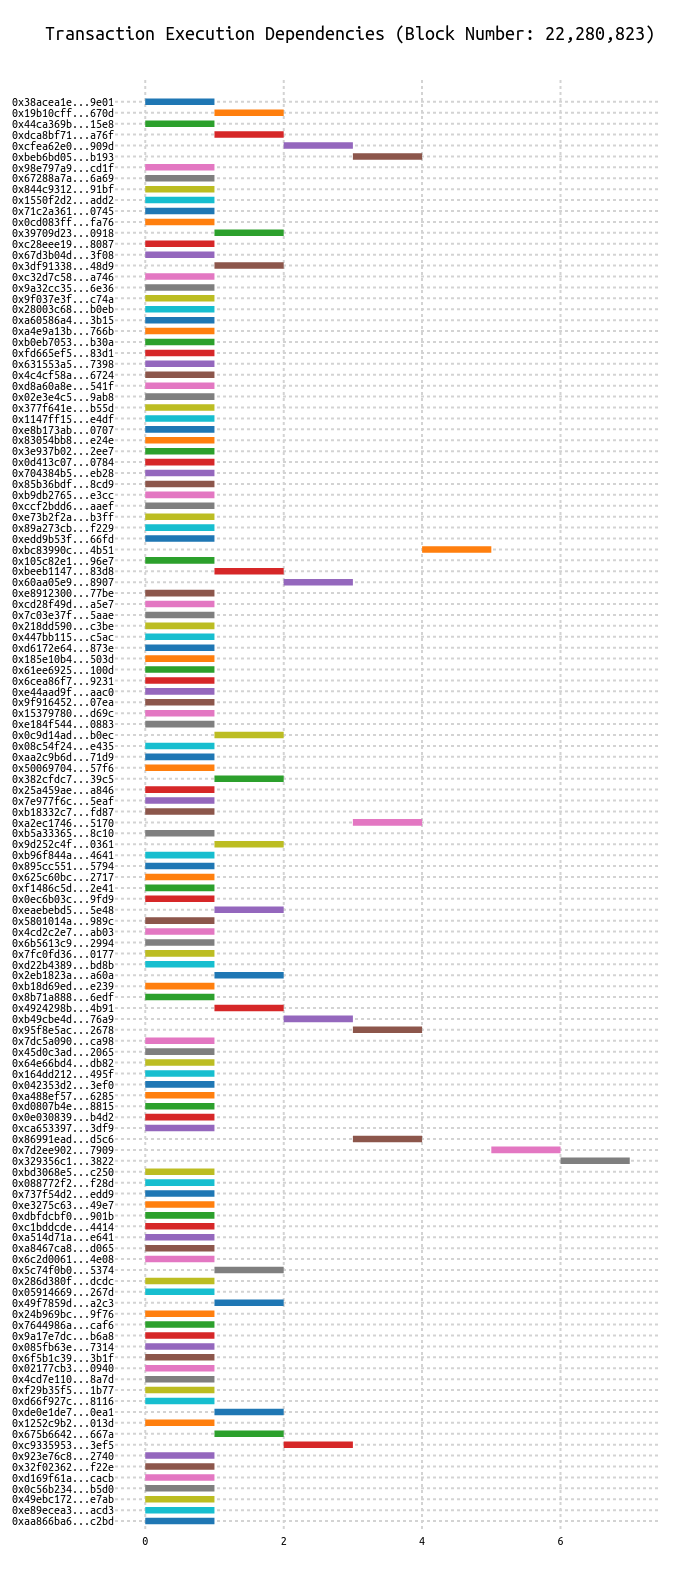 Transaction Execution Dependencies (Block Number: 22,280,823)
0x38acea1e...9e01
0x19b10cff...670d
0x44ca369b...15e8
0xdca8bf71...a76f
0xcfea62e0...909d
0xbeb6bd05...b193
0x98e797a9...cd1f
0x67288a7a...6a69
0x844c9312...91bf
0x1550f2d2...add2
0x71c2a361...0745
0x0cd083ff...fa76
0x39709d23...0918
0xc28eee19...8087
0x67d3b04d...3f08
0x3df91338...48d9
0xc32d7c58...a746
0x9a32cc35...6e36
0x9f037e3f...c74a
0x28003c68...b0eb
0xa60586a4...3b15
0xa4e9a13b...766b
0xb0eb7053...b30a
0xfd665ef5...83d1
0x631553a5...7398
0x4c4cf58a...6724
0xd8a60a8e...541f
0x02e3e4c5...9ab8
0x377f641e...b55d
0x1147ff15...e4df
0xe8b173ab...0707
0x83054bb8...e24e
0x3e937b02...2ee7
0x0d413c07...0784
0x704384b5...eb28
0x85b36bdf...8cd9
0xb9db2765...e3cc
0xccf2bdd6...aaef
0xe73b2f2a...b3ff
0x89a273cb...f229
0xedd9b53f...66fd
0xbc83990c...4b51
0x105c82e1...96e7
0xbeeb1147...83d8
0x60aa05e9...8907
0xe8912300...77be
0xcd28f49d...a5e7
0x7c03e37f...5aae
0x218dd590...c3be
0x447bb115...c5ac
0xd6172e64...873e
0x185e10b4...503d
0x61ee6925...100d
0x6cea86f7...9231
0xe44aad9f...aac0
0x9f916452...07ea
0x15379780...d69c
0xe184f544...0883
0x0c9d14ad...b0ec
0x08c54f24...e435
0xaa2c9b6d...71d9
0x50069704...57f6
0x382cfdc7...39c5
0x25a459ae...a846
0x7e977f6c...5eaf
0xb18332c7...fd87
0xa2ec1746...5170
0xb5a33365...8c10
0x9d252c4f...0361
0xb96f844a...4641
0x895cc551...5794
0x625c60bc...2717
0xf1486c5d...2e41
0x0ec6b03c...9fd9
0xeaebebd5...5e48
0x5801014a...989c
0x4cd2c2e7...ab03
0x6b5613c9...2994
0x7fc0fd36...0177
0xd22b4389...bd8b
0x2eb1823a...a60a
0xb18d69ed...e239
0x8b71a888...6edf
0x4924298b...4b91
0xb49cbe4d...76a9
0x95f8e5ac...2678
0x7dc5a090...ca98
0x45d0c3ad...2065
0x64e66bd4...db82
0x164dd212...495f
0x042353d2...3ef0
0xa488ef57...6285
0xd0807b4e...8815
0x0e030839...b4d2
0xca653397...3df9
0x86991ead...d5c6
0x7d2ee902...7909
0x329356c1...3822
0xbd3068e5...c250
0x088772f2...f28d
0x737f54d2...edd9
0xe3275c63...49e7
0xdbfdcbf0...901b
0xc1bddcde...4414
0xa514d71a...e641
0xa8467ca8...d065
0x6c2d0061...4e08
0x5c74f0b0...5374
0x286d380f...dcdc
0x05914669...267d
0x49f7859d...a2c3
0x24b969bc...9f76
0x7644986a...caf6
0x9a17e7dc...b6a8
0x085fb63e...7314
0x6f5b1c39...3b1f
0x02177cb3...0940
0x4cd7e110...8a7d
0xf29b35f5...1b77
0xd66f927c...8116
0xde0e1de7...0ea1
0x1252c9b2...013d
0x675b6642...667a
0xc9335953...3ef5
0x923e76c8...2740
0x32f02362...f22e
0xd169f61a...cacb
0x0c56b234...b5d0
0x49ebc172...e7ab
0xe89ecea3...acd3
0xaa866ba6...c2bd
0 2 4 6